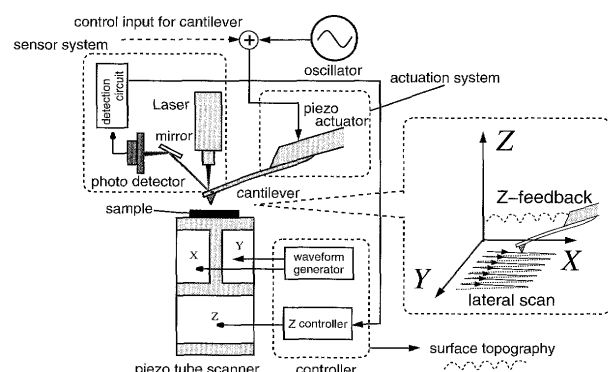 control input for cantilever
sensor system
oscillator
actuation system
detection
circuit
Laser
mirror
piezo
actuator
photo detector
cantilever
sample
X
Y
waveform
generator
Z
Z controller
piezo tube scanner
controller
surface topography
Z
Z-feedback
X
Y
lateral scan